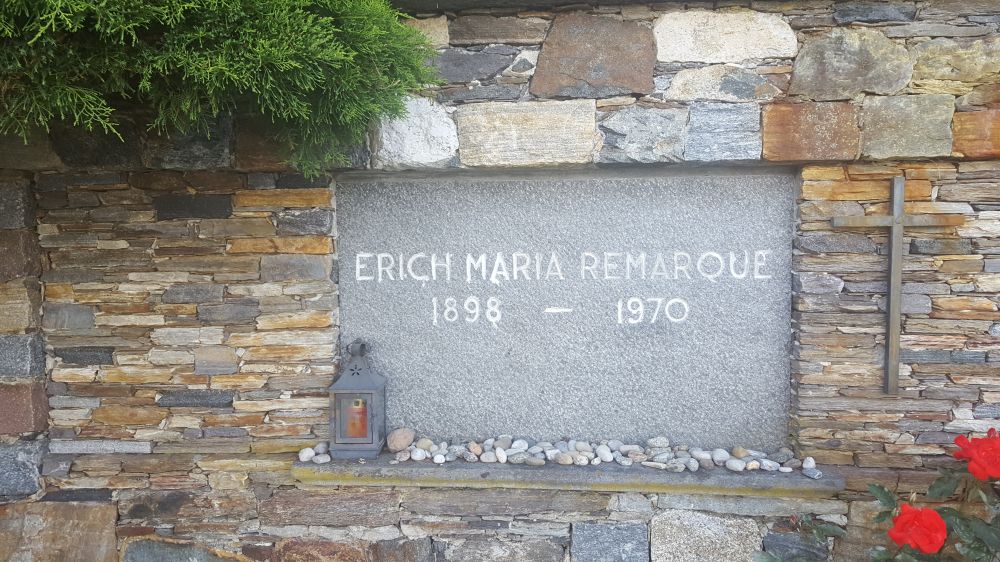 ERICH MARIA REMARQUE
1898 — 1970